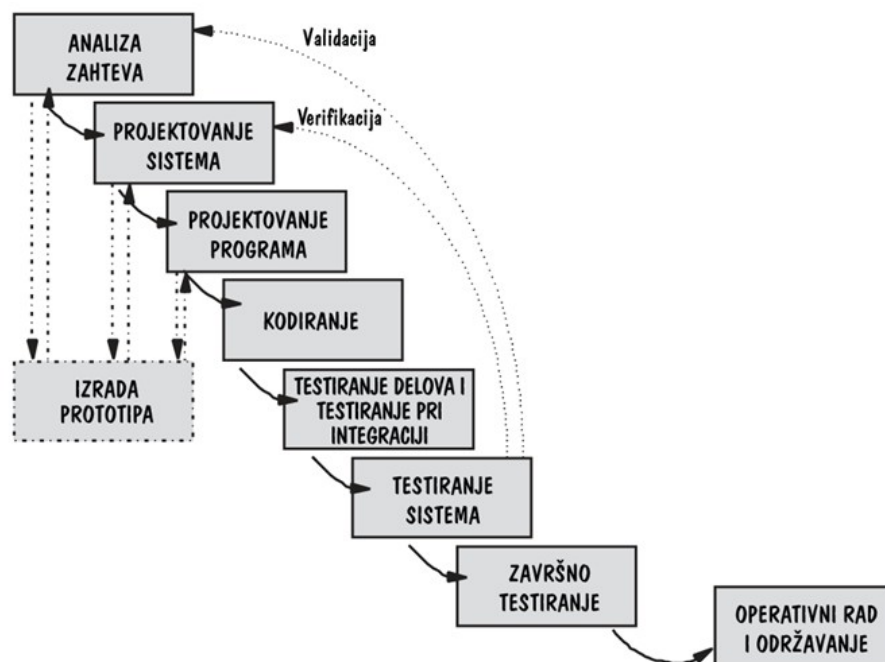 ANALIZA
ZAHTEVA
Validacija
PROJEKTOVANJE
SISTEMA
Verifikacija
PROJEKTOVANJE
PROGRAMA
KODIRANJE
IZRADA
PROTOTIPA
TESTIRANJE DELOVA I
TESTIRANJE PRI
INTEGRACIJI
TESTIRANJE
SISTEMA
ZAVRŠNO
TESTIRANJE
OPERATIVNI RAD
I ODRŽAVANJE